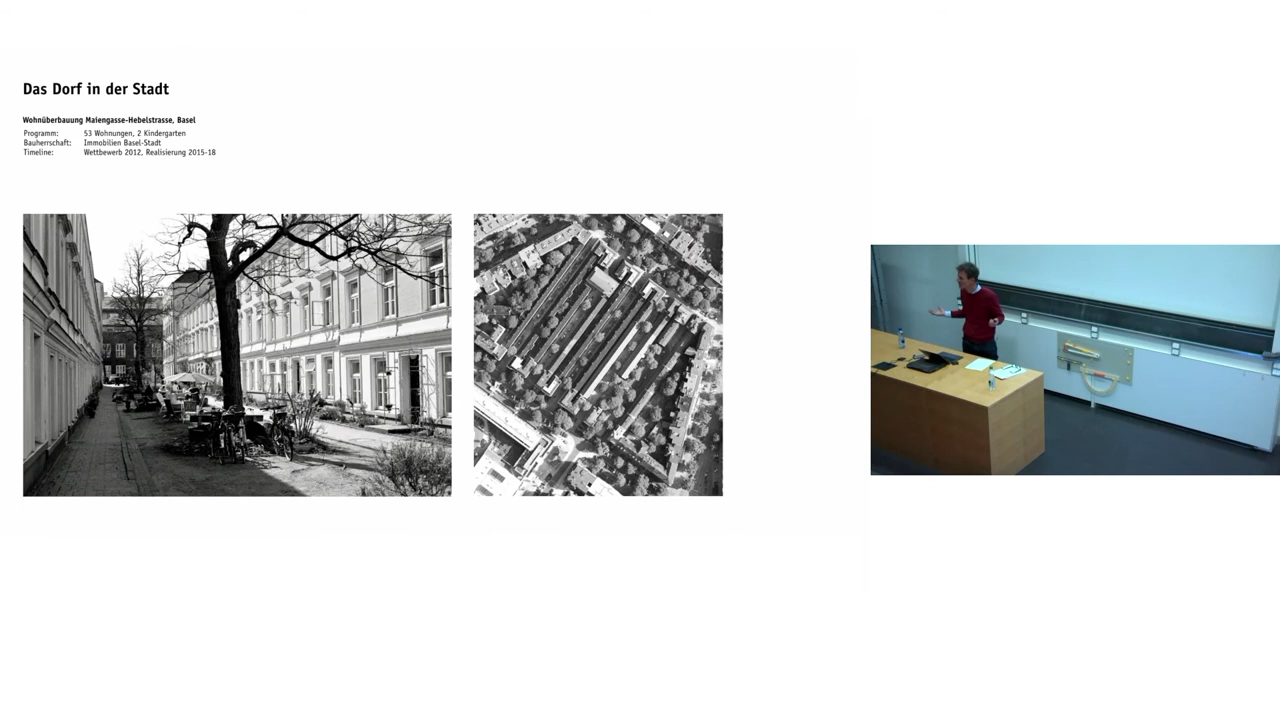 Das Dorf in der Stadt
Wohnüberbauung Maiengasse-Hebelstrasse, Basel
Programm: 53 Wohnungen, 2 Kindergarten
Bauherrschaft: Immobilien Basel-Stadt
Timeline: Wettbewerb 2012, Realisierung 2015-18